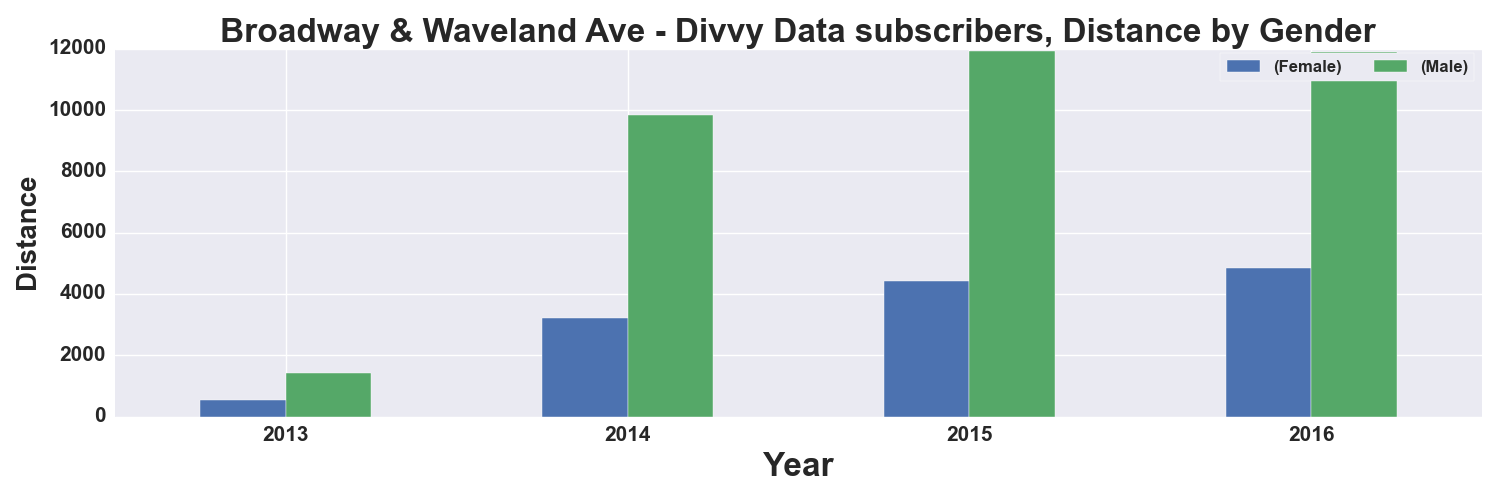 Broadway & Waveland Ave - Divvy Data subscribers, Distance by Gender
12000
10000
8000
6000
4000
2000
0
Distance
(Female) (Male)
2013 2014 2015 2016
Year